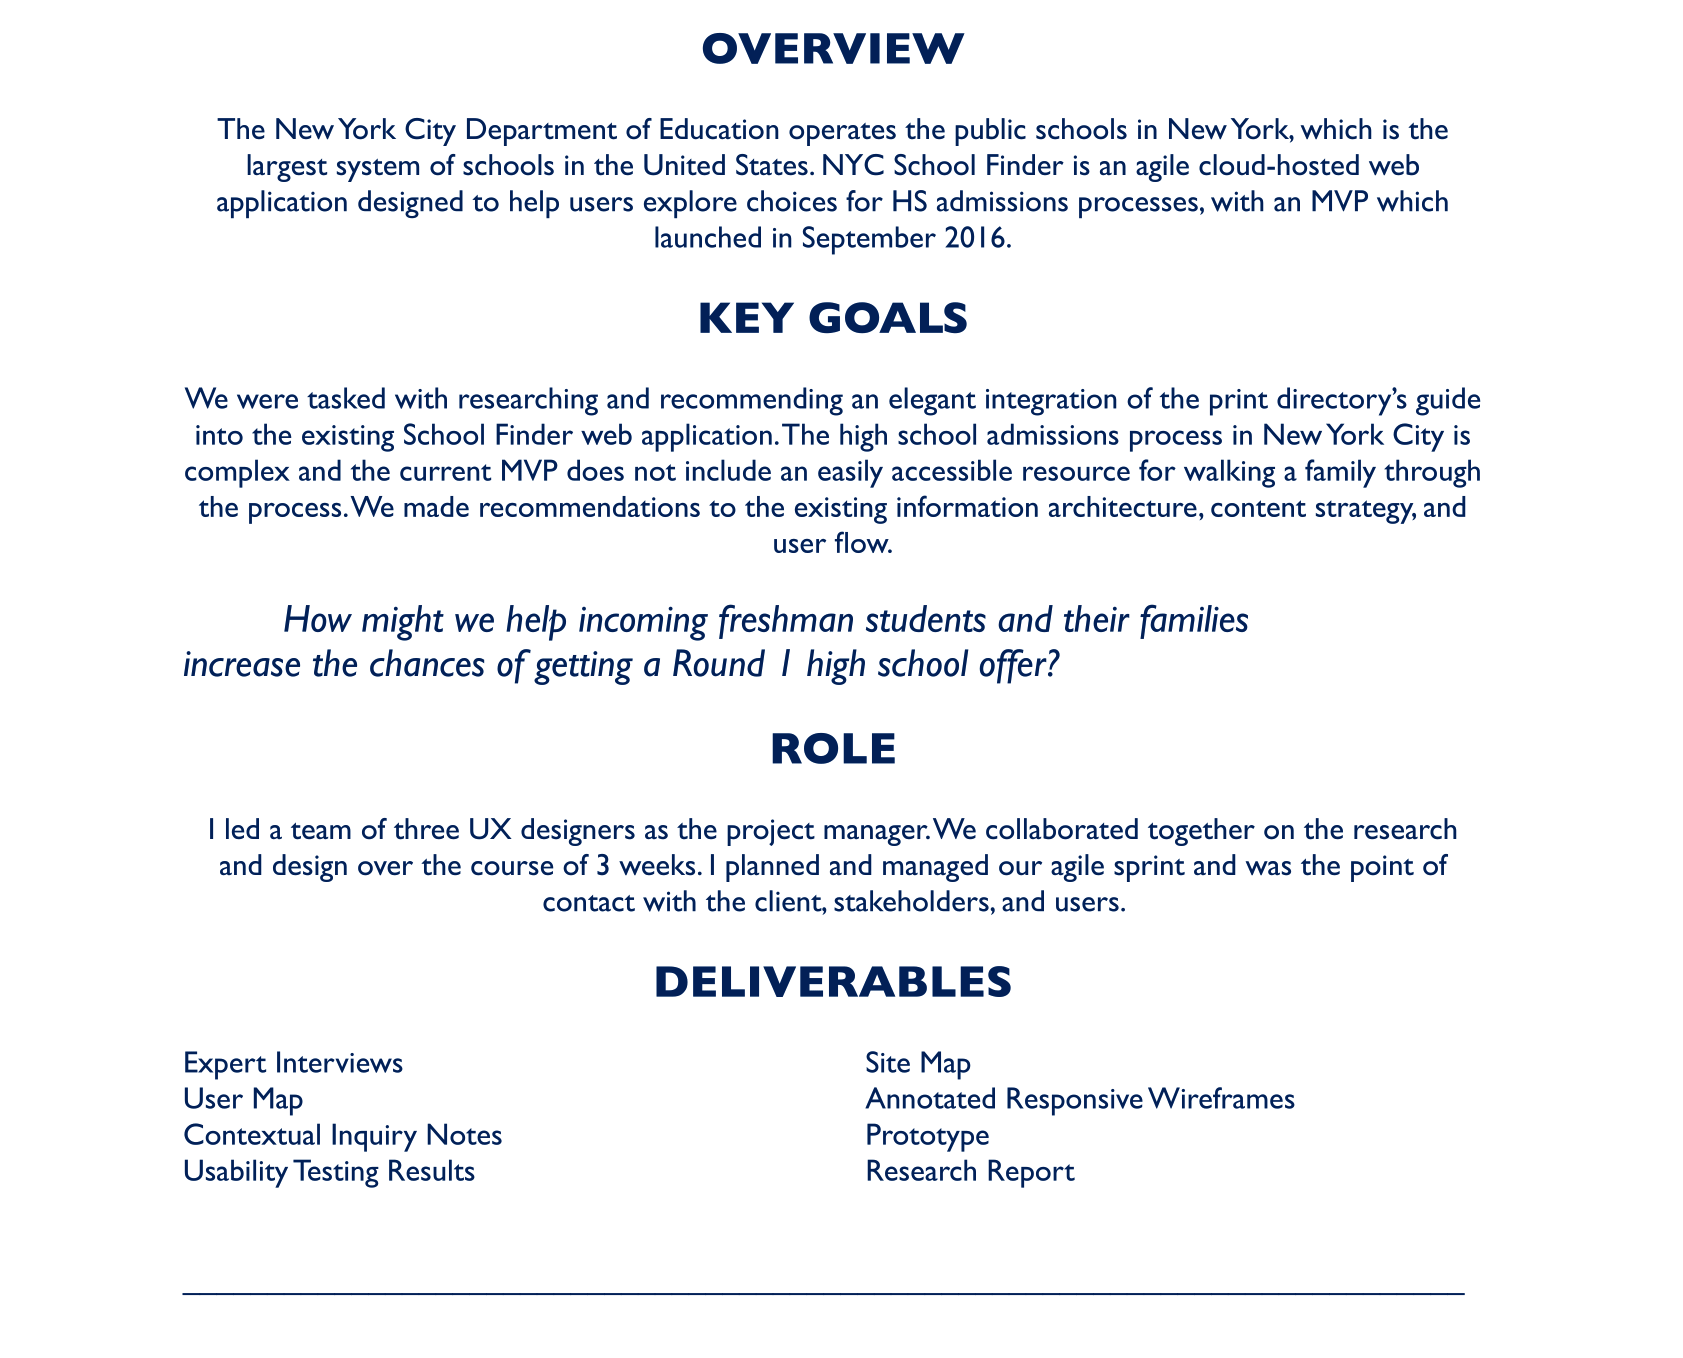 OVERVIEW
The New York City Department of Education operates the public schools in New York, which is the
largest system of schools in the United States. NYC School Finder is an agile cloud-hosted web
application designed to help users explore choices for HS admissions processes, with an MVP which
launched in September 2016.
KEY GOALS
We were tasked with researching and recommending an elegant integration of the print directory’s guide
into the existing School Finder web application. The high school admissions process in New York City is
complex and the current MVP does not include an easily accessible resource for walking a family through
the process. We made recommendations to the existing information architecture, content strategy, and
user flow.
How might we help incoming freshman students and their families
increase the chances of getting a Round 1 high school offer?
ROLE
I led a team of three UX designers as the project manager. We collaborated together on the research
and design over the course of 3 weeks. I planned and managed our agile sprint and was the point of
contact with the client, stakeholders, and users.
DELIVERABLES
Expert Interviews
User Map
Contextual Inquiry Notes
Usability Testing Results
Site Map
Annotated Responsive Wireframes
Prototype
Research Report